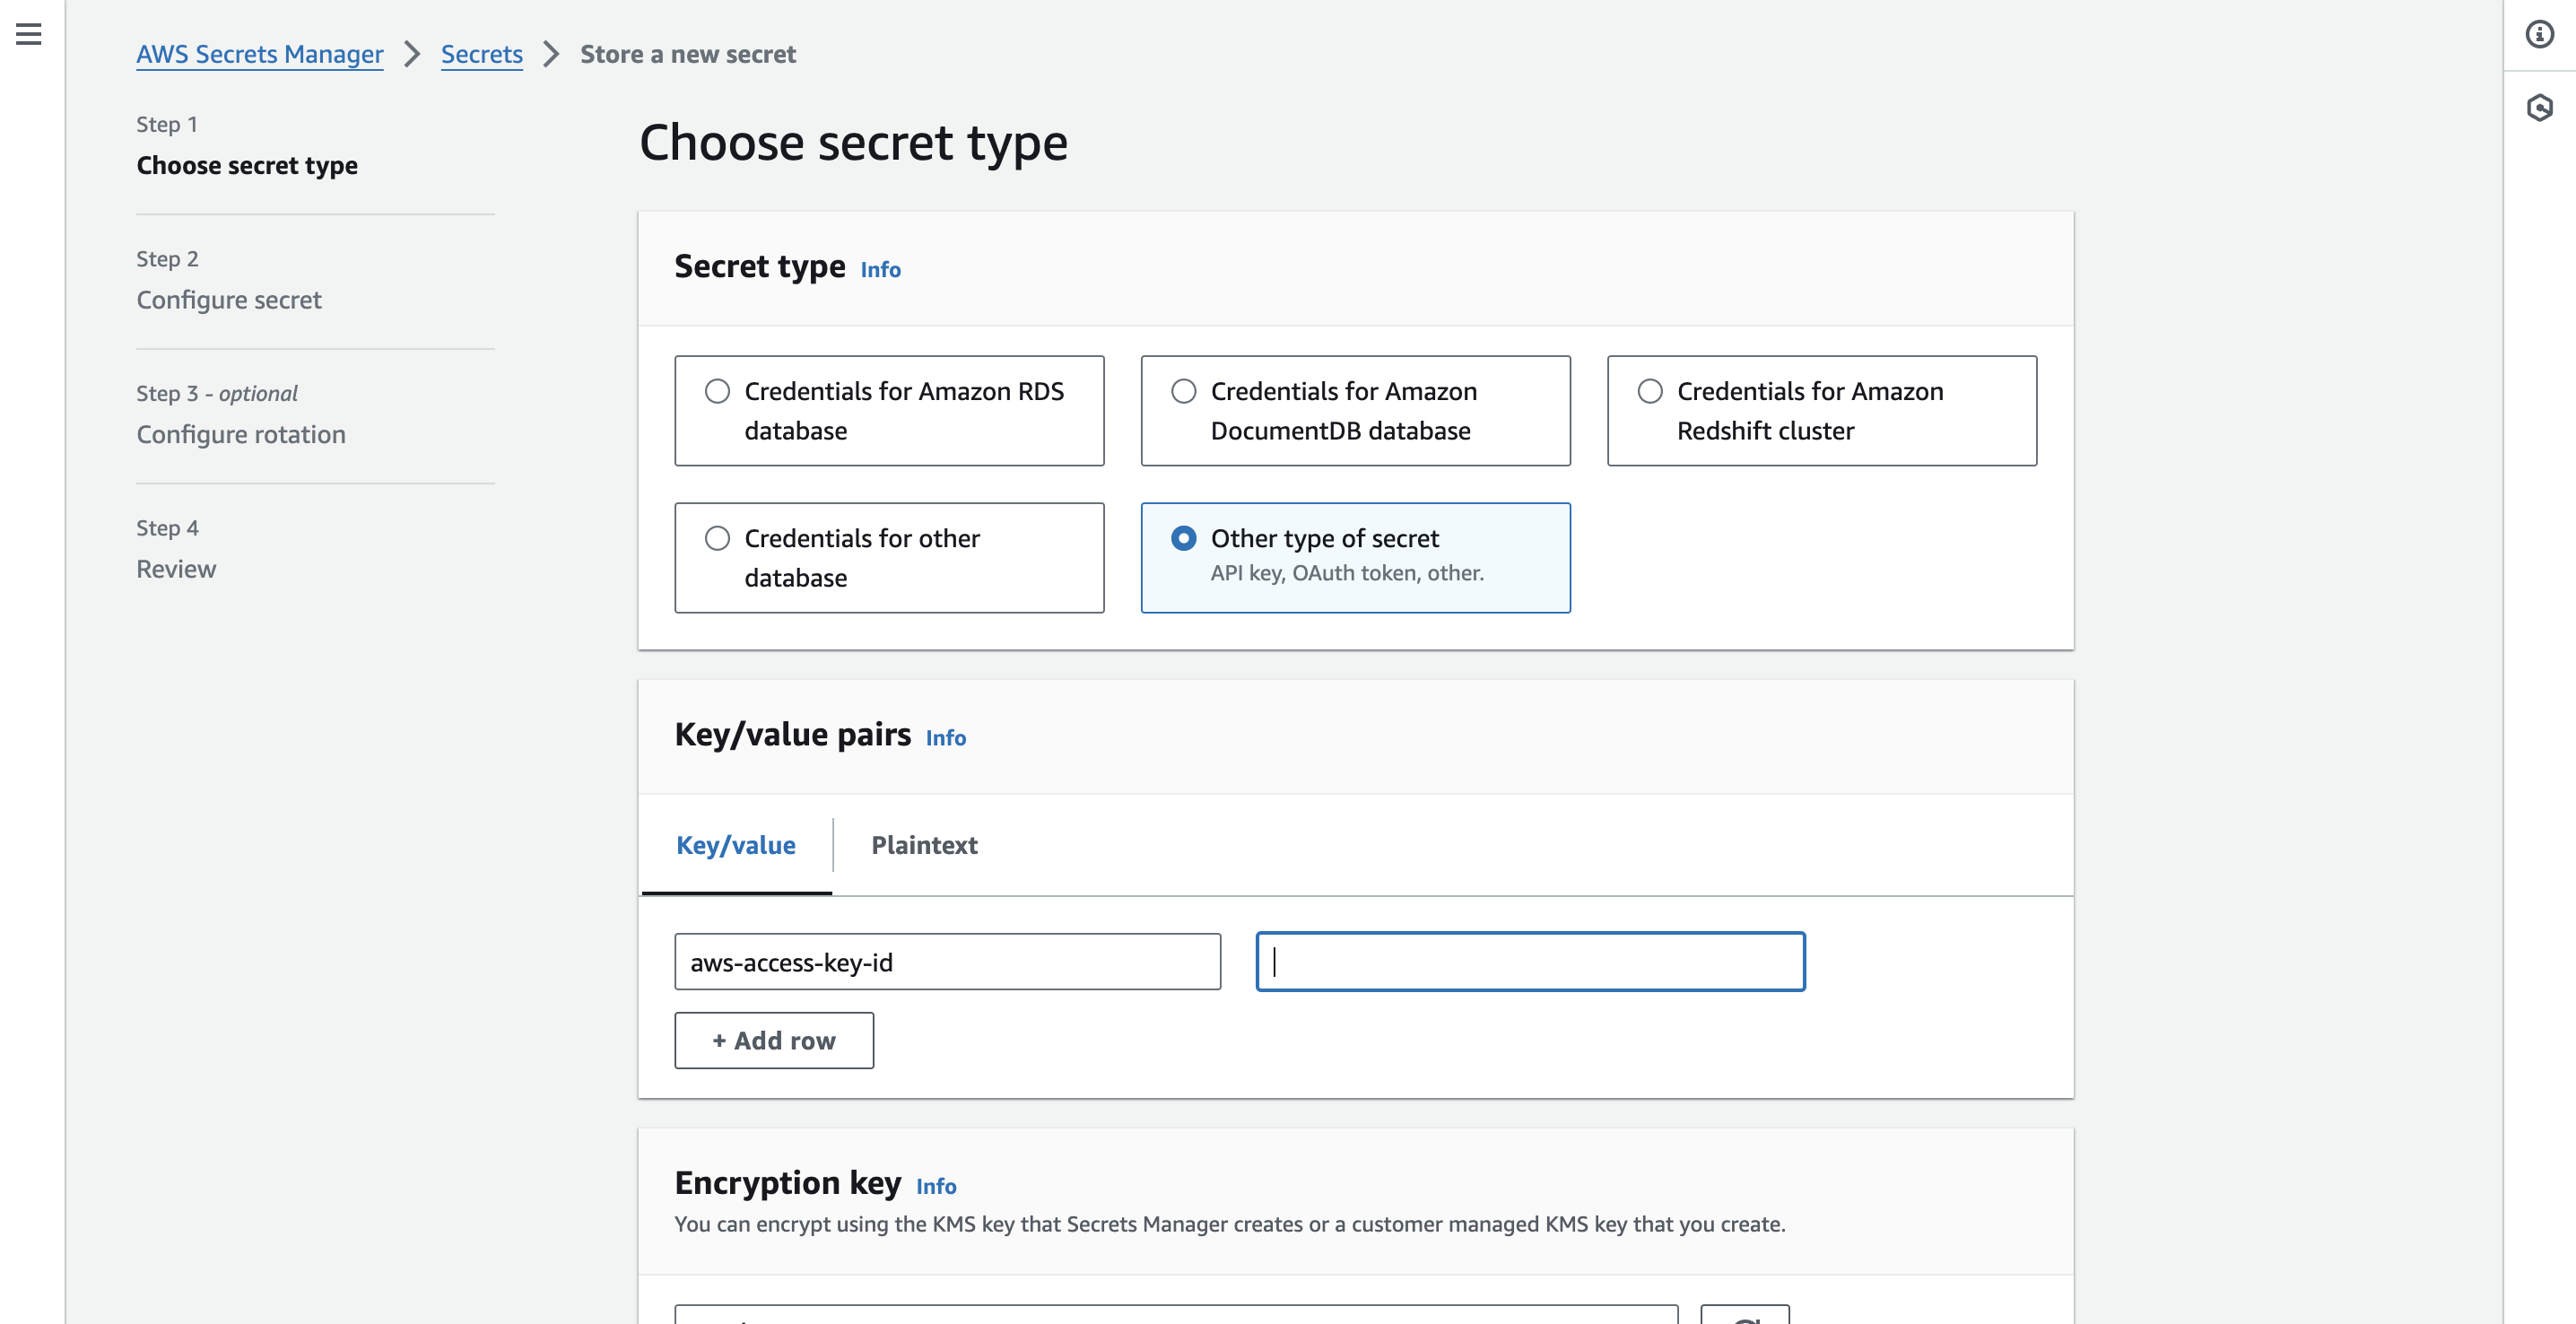 AWS Secrets Manager > Secrets > Store a new secret
Step 1
Choose secret type
Step 2
Configure secret
Step 3 - optional
Configure rotation
Step 4
Review
Choose secret type
Secret type Info
Credentials for Amazon RDS
database
Credentials for Amazon
DocumentDB database
Credentials for Amazon
Redshift cluster
Credentials for other
database
Other type of secret
API key, OAuth token, other.
Key/value pairs Info
Key/value
Plaintext
aws-access-key-id
+ Add row
Encryption key Info
You can encrypt using the KMS key that Secrets Manager creates or a customer managed KMS key that you create.